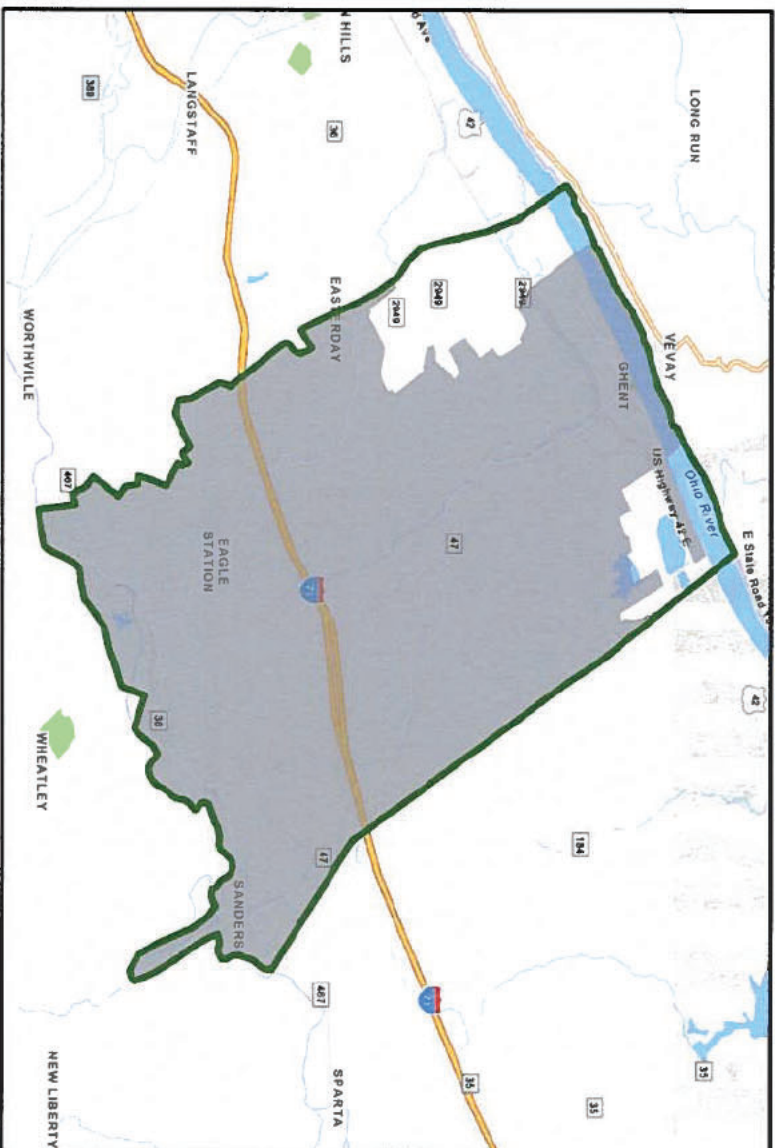 LONG RUN
42
N HILLS
36
LANGSTAFF
389
VEVAY
GHENT
2949
2949
2949
EASTERDAY
WORTHVILLE
467
US Highway 42 E
Ohio River
E State Road
42
47
EAGLE
STATION
71
36
WHEATLEY
184
47
SANDERS
467
71
35
35
35
SPARTA
NEW LIBERTY